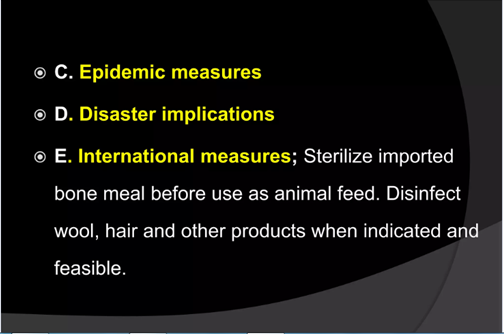 C. Epidemic measures
D. Disaster implications
E. International measures; Sterilize imported
bone meal before use as animal feed. Disinfect
wool, hair and other products when indicated and
feasible.